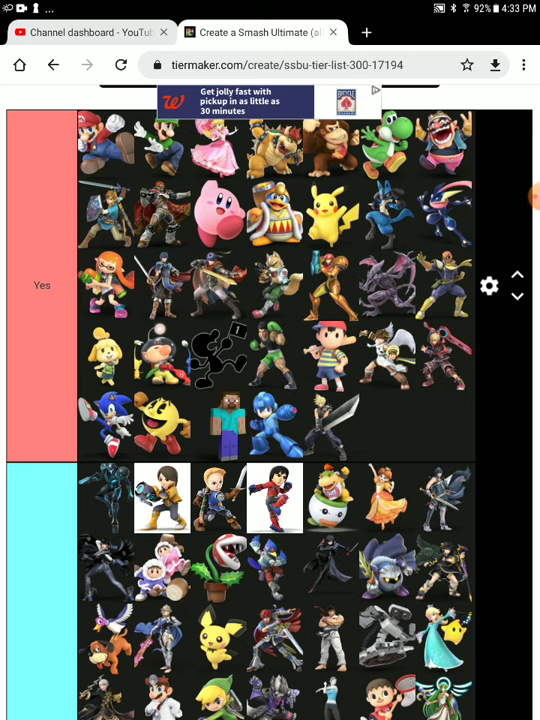 ... 92% 4:33 PM
Channel dashboard - YouTub
Create a Smash Ultimate (al
tiermaker.com/create/ssbu-tier-list-300-17194
Get jolly fast with
pickup in as little as
30 minutes
BICYCLE
Yes